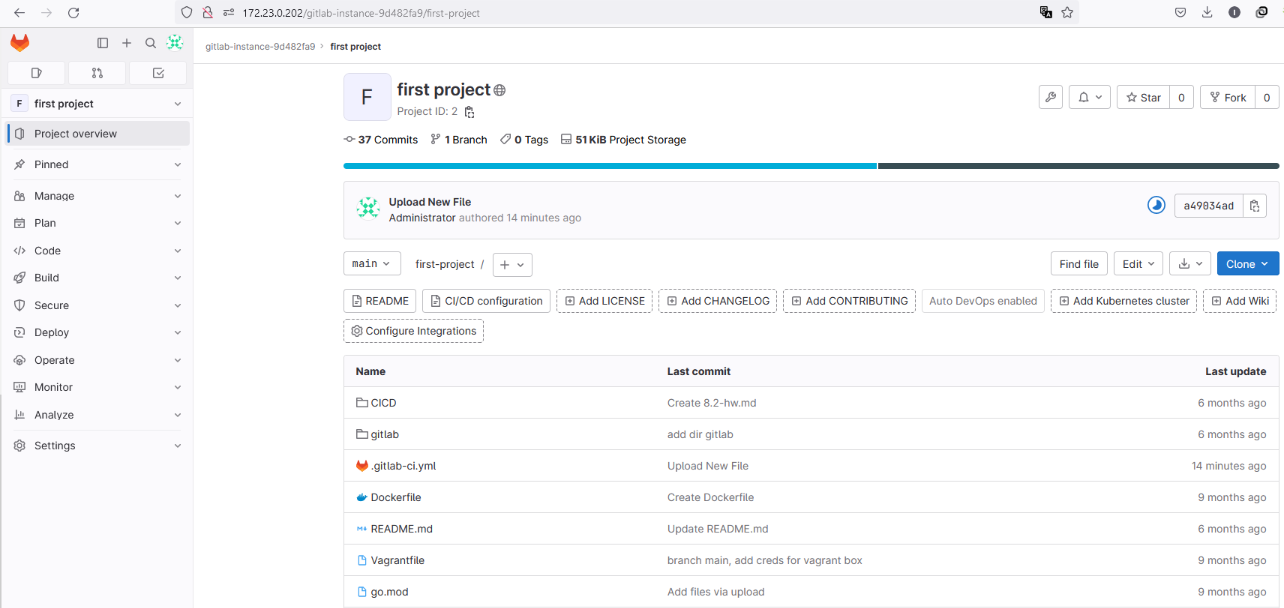 172.23.0.202/gitlab-instance-9d482fa9/first-project
gitlab-instance-9d482fa9 › first project
F first project
Project overview
Pinned
Manage
Plan
Code
Build
Secure
Deploy
Operate
Monitor
Analyze
Settings
F
first project
Project ID: 2
Star 0 Fork 0
37 Commits 1 Branch 0 Tags 51 KiB Project Storage
Upload New File
Administrator authored 14 minutes ago
a49034ad
main first-project / + Find file Edit Clone
README CI/CD configuration Add LICENSE Add CHANGELOG Add CONTRIBUTING Auto DevOps enabled Add Kubernetes cluster Add Wiki
Configure Integrations
Name Last commit Last update
CICD Create 8.2-hw.md 6 months ago
gitlab add dir gitlab 6 months ago
.gitlab-ci.yml Upload New File 14 minutes ago
Dockerfile Create Dockerfile 9 months ago
README.md Update README.md 6 months ago
Vagrantfile branch main, add creds for vagrant box 9 months ago
go.mod Add files via upload 9 months ago